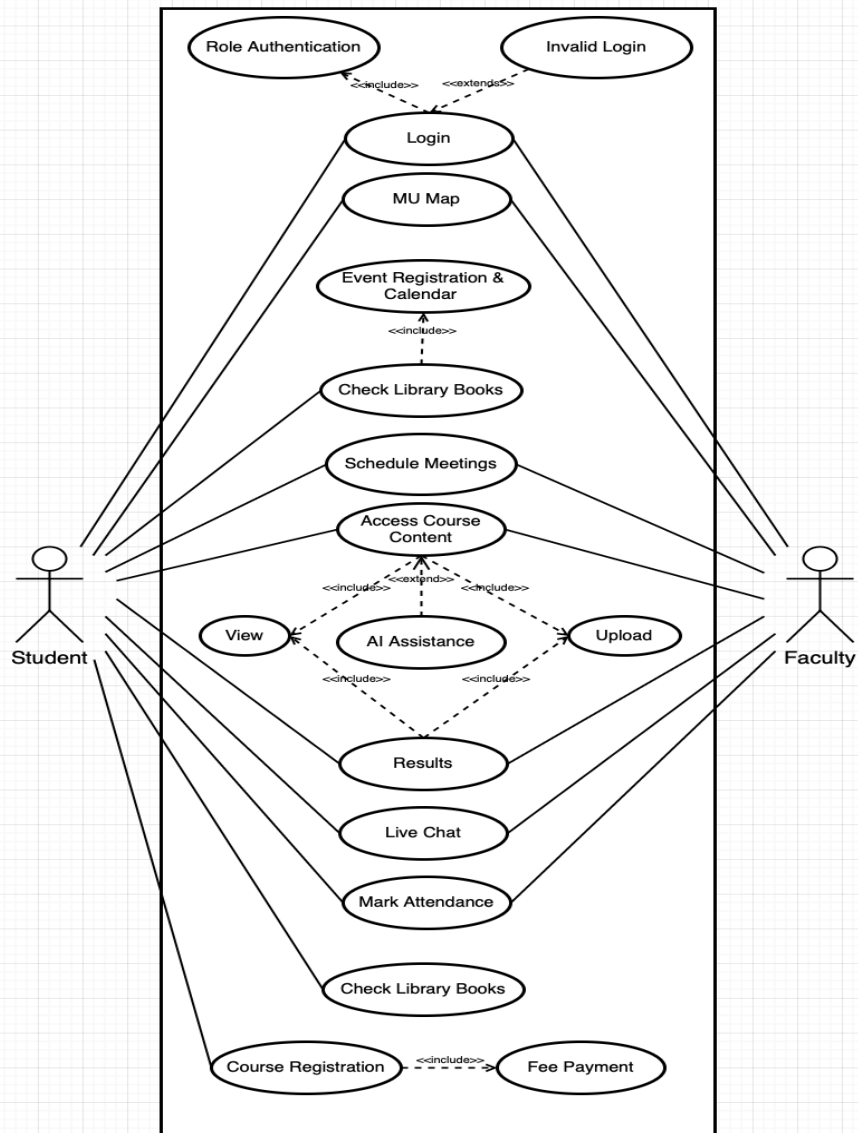 Role Authentication
Invalid Login
<<include>>
<<extends>>
Login
MU Map
Event Registration &
Calendar
<<include>>
Check Library Books
Schedule Meetings
Access Course
Content
<<include>>
<<extend>>
<<include>>
View
AI Assistance
Upload
Student
Faculty
<<include>>
<<include>>
Results
Live Chat
Mark Attendance
Check Library Books
Course Registration
<<include>>
Fee Payment